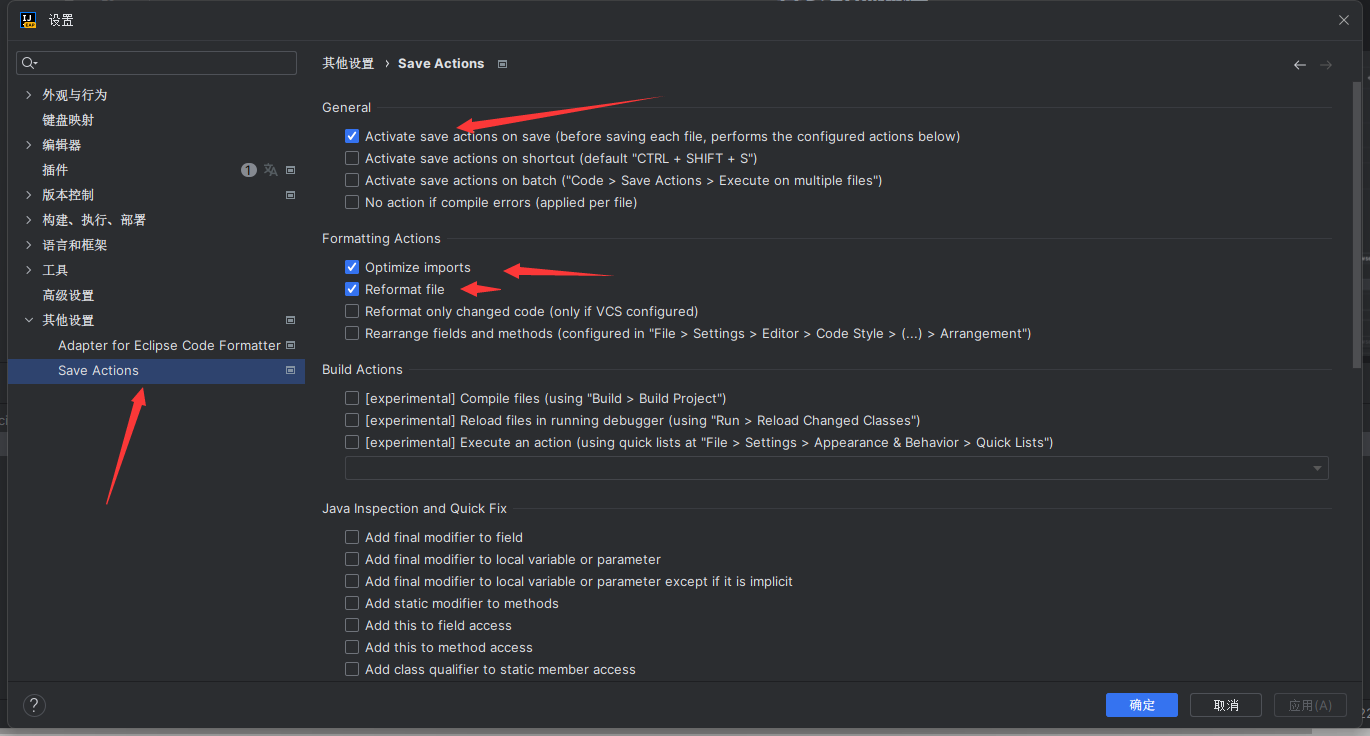 设置
外观与行为
键盘映射
编辑器
插件 1
版本控制
构建、执行、部署
语言和框架
工具
高级设置
其他设置
Adapter for Eclipse Code Formatter
Save Actions
其他设置 › Save Actions
General
Activate save actions on save (before saving each file, performs the configured actions below)
Activate save actions on shortcut (default "CTRL + SHIFT + S")
Activate save actions on batch ("Code > Save Actions > Execute on multiple files")
No action if compile errors (applied per file)
Formatting Actions
Optimize imports
Reformat file
Reformat only changed code (only if VCS configured)
Rearrange fields and methods (configured in "File > Settings > Editor > Code Style > (...) > Arrangement")
Build Actions
[experimental] Compile files (using "Build > Build Project")
[experimental] Reload files in running debugger (using "Run > Reload Changed Classes")
[experimental] Execute an action (using quick lists at "File > Settings > Appearance & Behavior > Quick Lists")
Java Inspection and Quick Fix
Add final modifier to field
Add final modifier to local variable or parameter
Add final modifier to local variable or parameter except if it is implicit
Add static modifier to methods
Add this to field access
Add this to method access
Add class qualifier to static member access
?
确定
取消
应用(A)